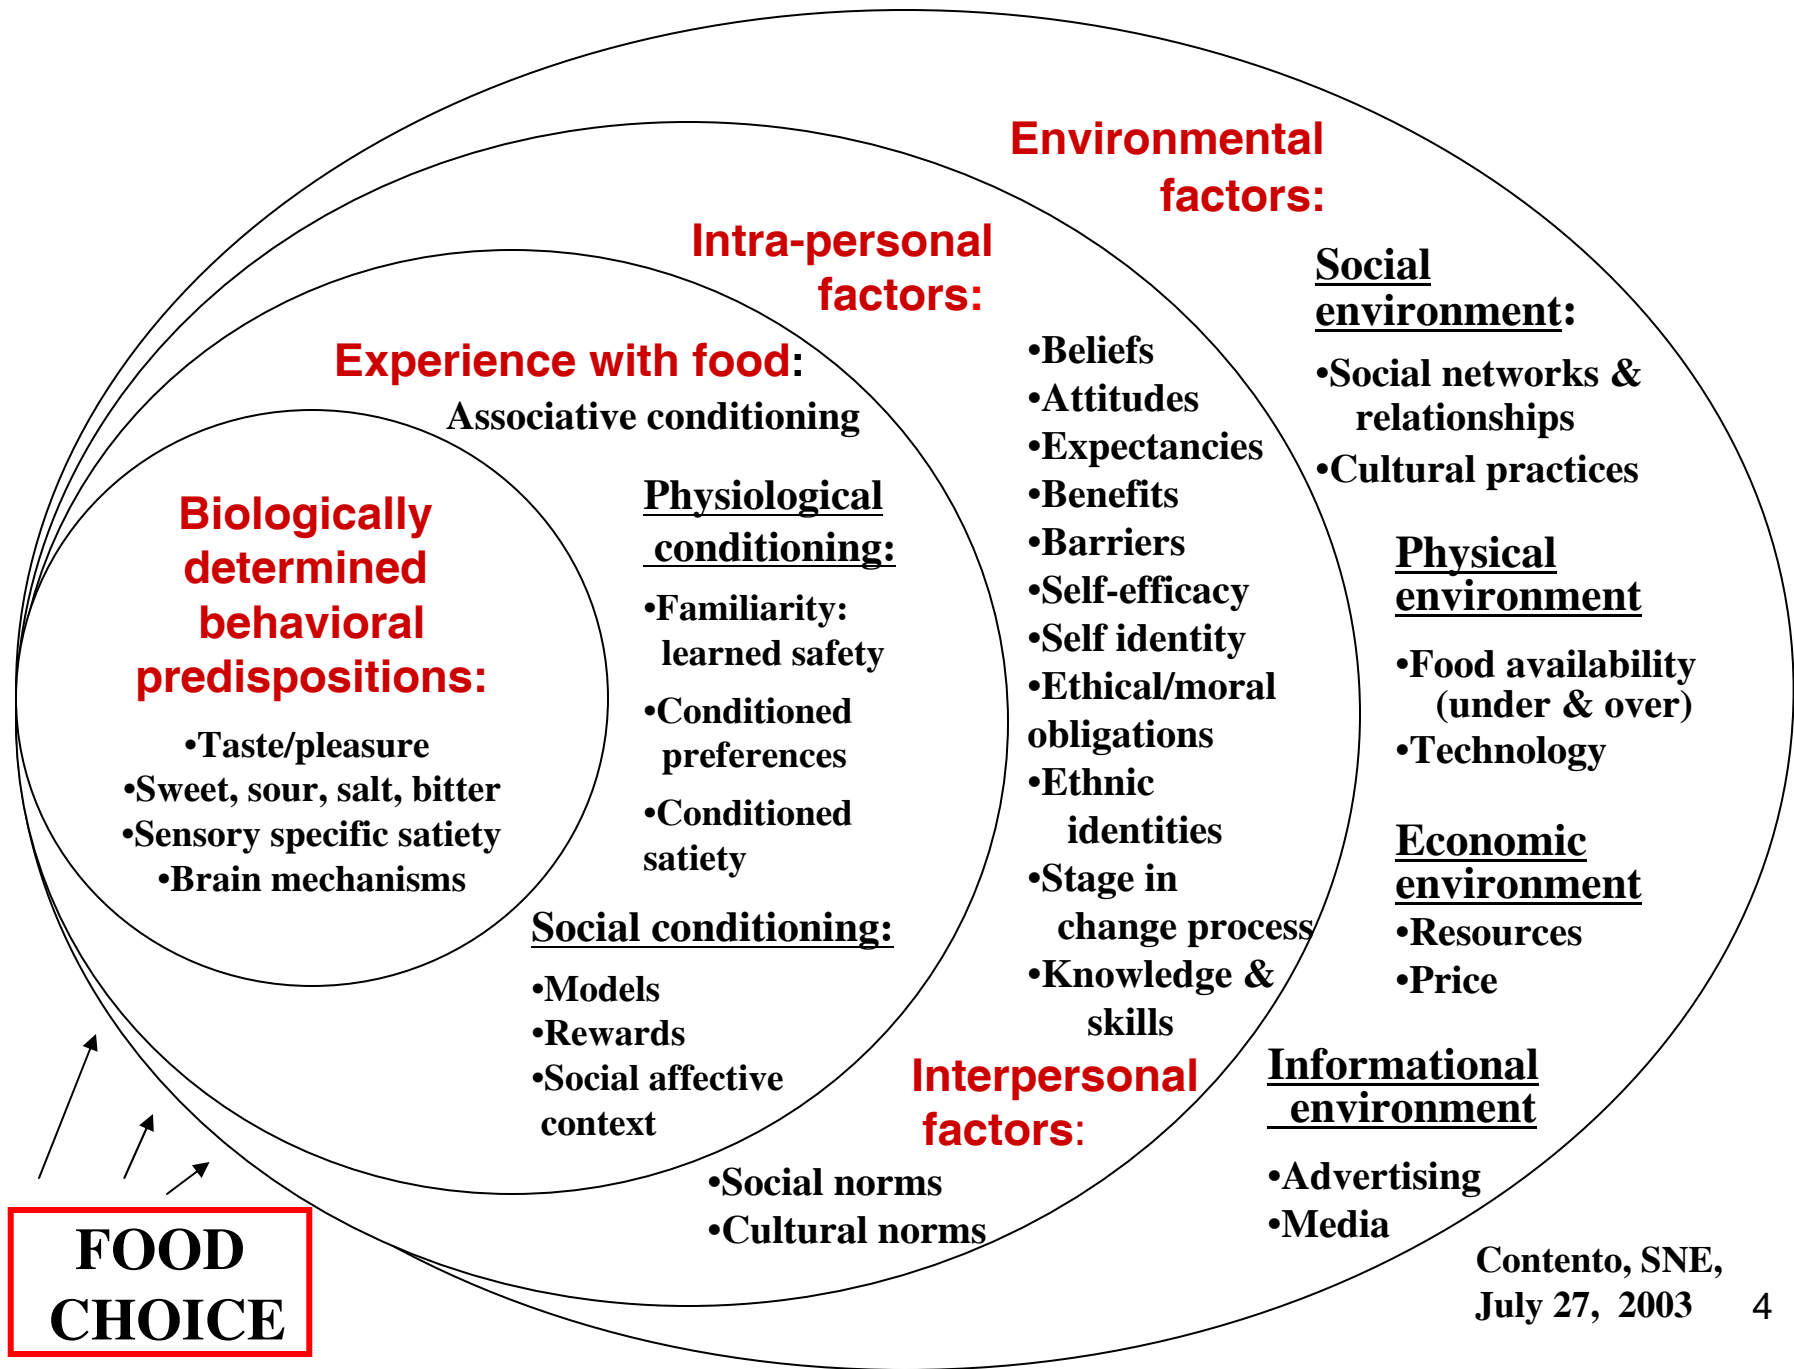 Environmental
factors:
Social
environment:
•Social networks &
relationships
•Cultural practices
Physical
environment
•Food availability
(under & over)
•Technology
Economic
environment
•Resources
•Price
Informational
environment
•Advertising
•Media
Intra-personal
factors:
•Beliefs
•Attitudes
•Expectancies
•Benefits
•Barriers
•Self-efficacy
•Self identity
•Ethical/moral
obligations
•Ethnic
identities
•Stage in
change process
•Knowledge &
skills
Interpersonal
factors:
•Social norms
•Cultural norms
Experience with food:
Associative conditioning
Physiological
conditioning:
•Familiarity:
learned safety
•Conditioned
preferences
•Conditioned
satiety
Social conditioning:
•Models
•Rewards
•Social affective
context
Biologically
determined
behavioral
predispositions:
•Taste/pleasure
•Sweet, sour, salt, bitter
•Sensory specific satiety
•Brain mechanisms
FOOD
CHOICE
Contento, SNE,
July 27, 2003
4